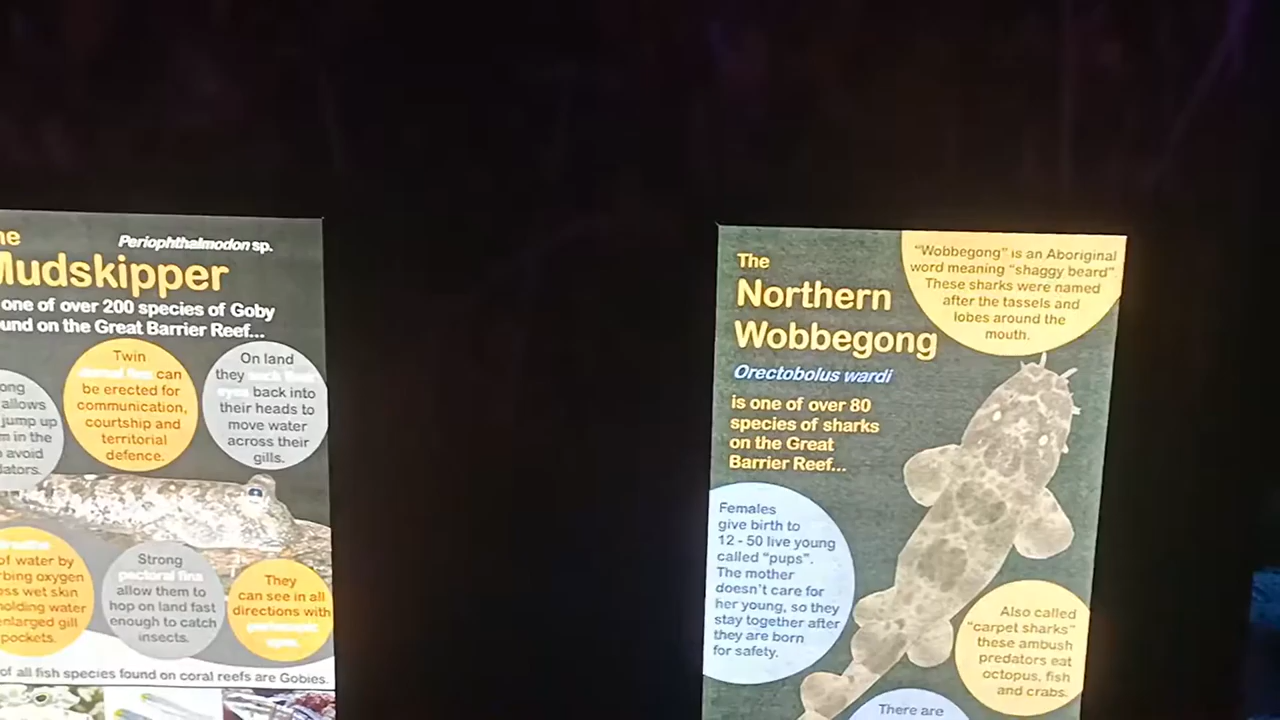 Periophthalmodon sp.
Mudskipper
one of over 200 species of Goby
on the Great Barrier Reef...
Twin
can
be erected for
communication,
courtship and
territorial
defence.
On land
they
back into
their heads to
move water
across their
gills.
allows
jump up
in the
avoid
of water by
oxygen
wet skin
water
enlarged gill
pockets.
Strong
pectoral fins
allow them to
hop on land fast
enough to catch
insects.
They
can see in all
directions with
of all fish species found on coral reefs are Gobies.
The
Northern
Wobbegong
Orectobolus wardi
is one of over 80
species of sharks
on the Great
Barrier Reef...
"Wobbegong" is an Aboriginal
word meaning "shaggy beard".
These sharks were named
after the tassels and
lobes around the
mouth.
Females
give birth to
12 - 50 live young
called "pups".
The mother
doesn't care for
her young, so they
stay together after
they are born
for safety.
Also called
"carpet sharks"
these ambush
predators eat
octopus, fish
and crabs.
There are